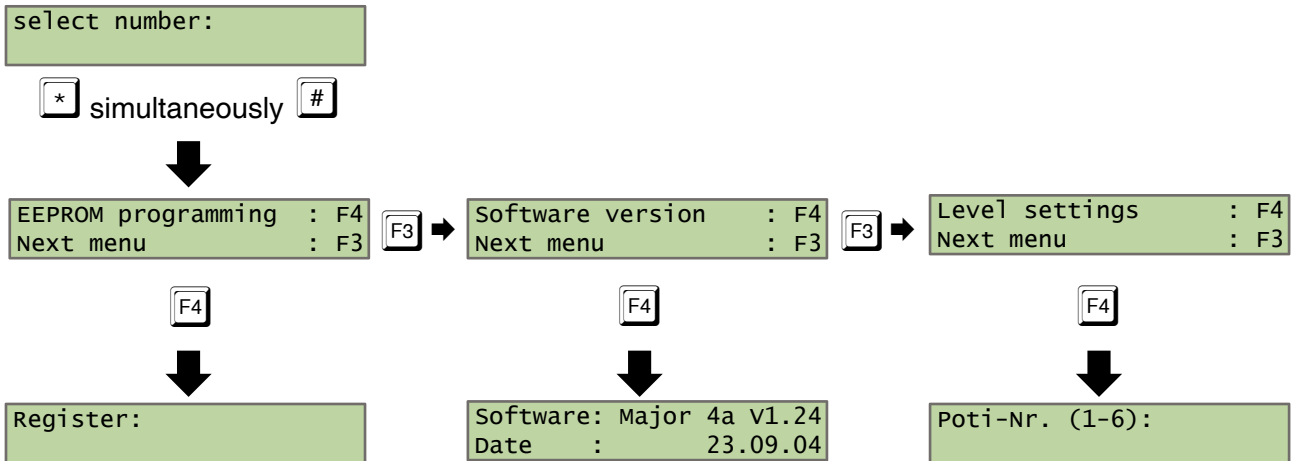 select number:
* simultaneously #
EEPROM programming : F4
Next menu : F3
F3
Software version : F4
Next menu : F3
F3
Level settings : F4
Next menu : F3
F4
F4
F4
Register:
Software: Major 4a V1.24
Date : 23.09.04
Poti-Nr. (1-6):